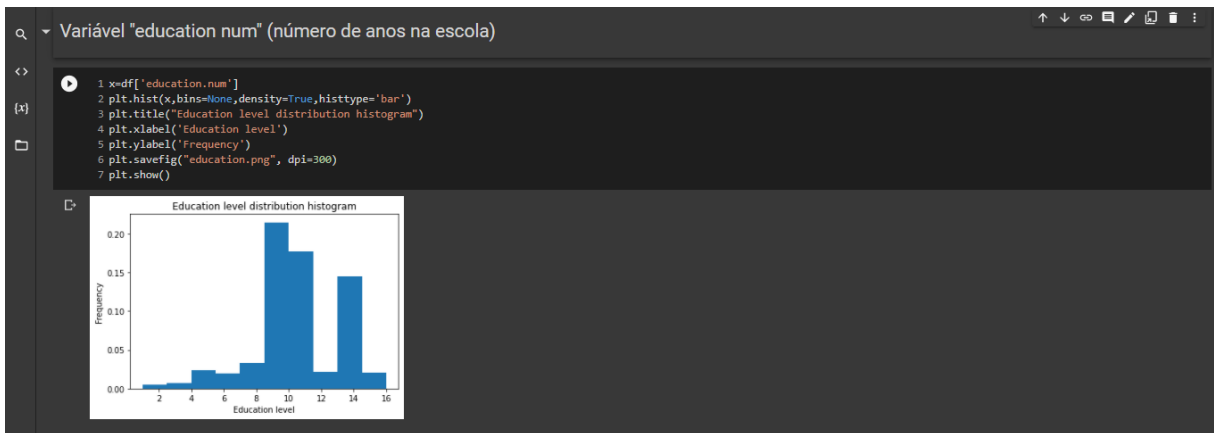 Variável "education num" (número de anos na escola)
{x}
1 x=df['education.num']
2 plt.hist(x,bins=None,density=True,histtype='bar')
3 plt.title("Education level distribution histogram")
4 plt.xlabel('Education level')
5 plt.ylabel('Frequency')
6 plt.savefig("education.png", dpi=300)
7 plt.show()
Education level distribution histogram
0.20
0.15
0.10
0.05
0.00
Frequency
2 4 6 8 10 12 14 16
Education level